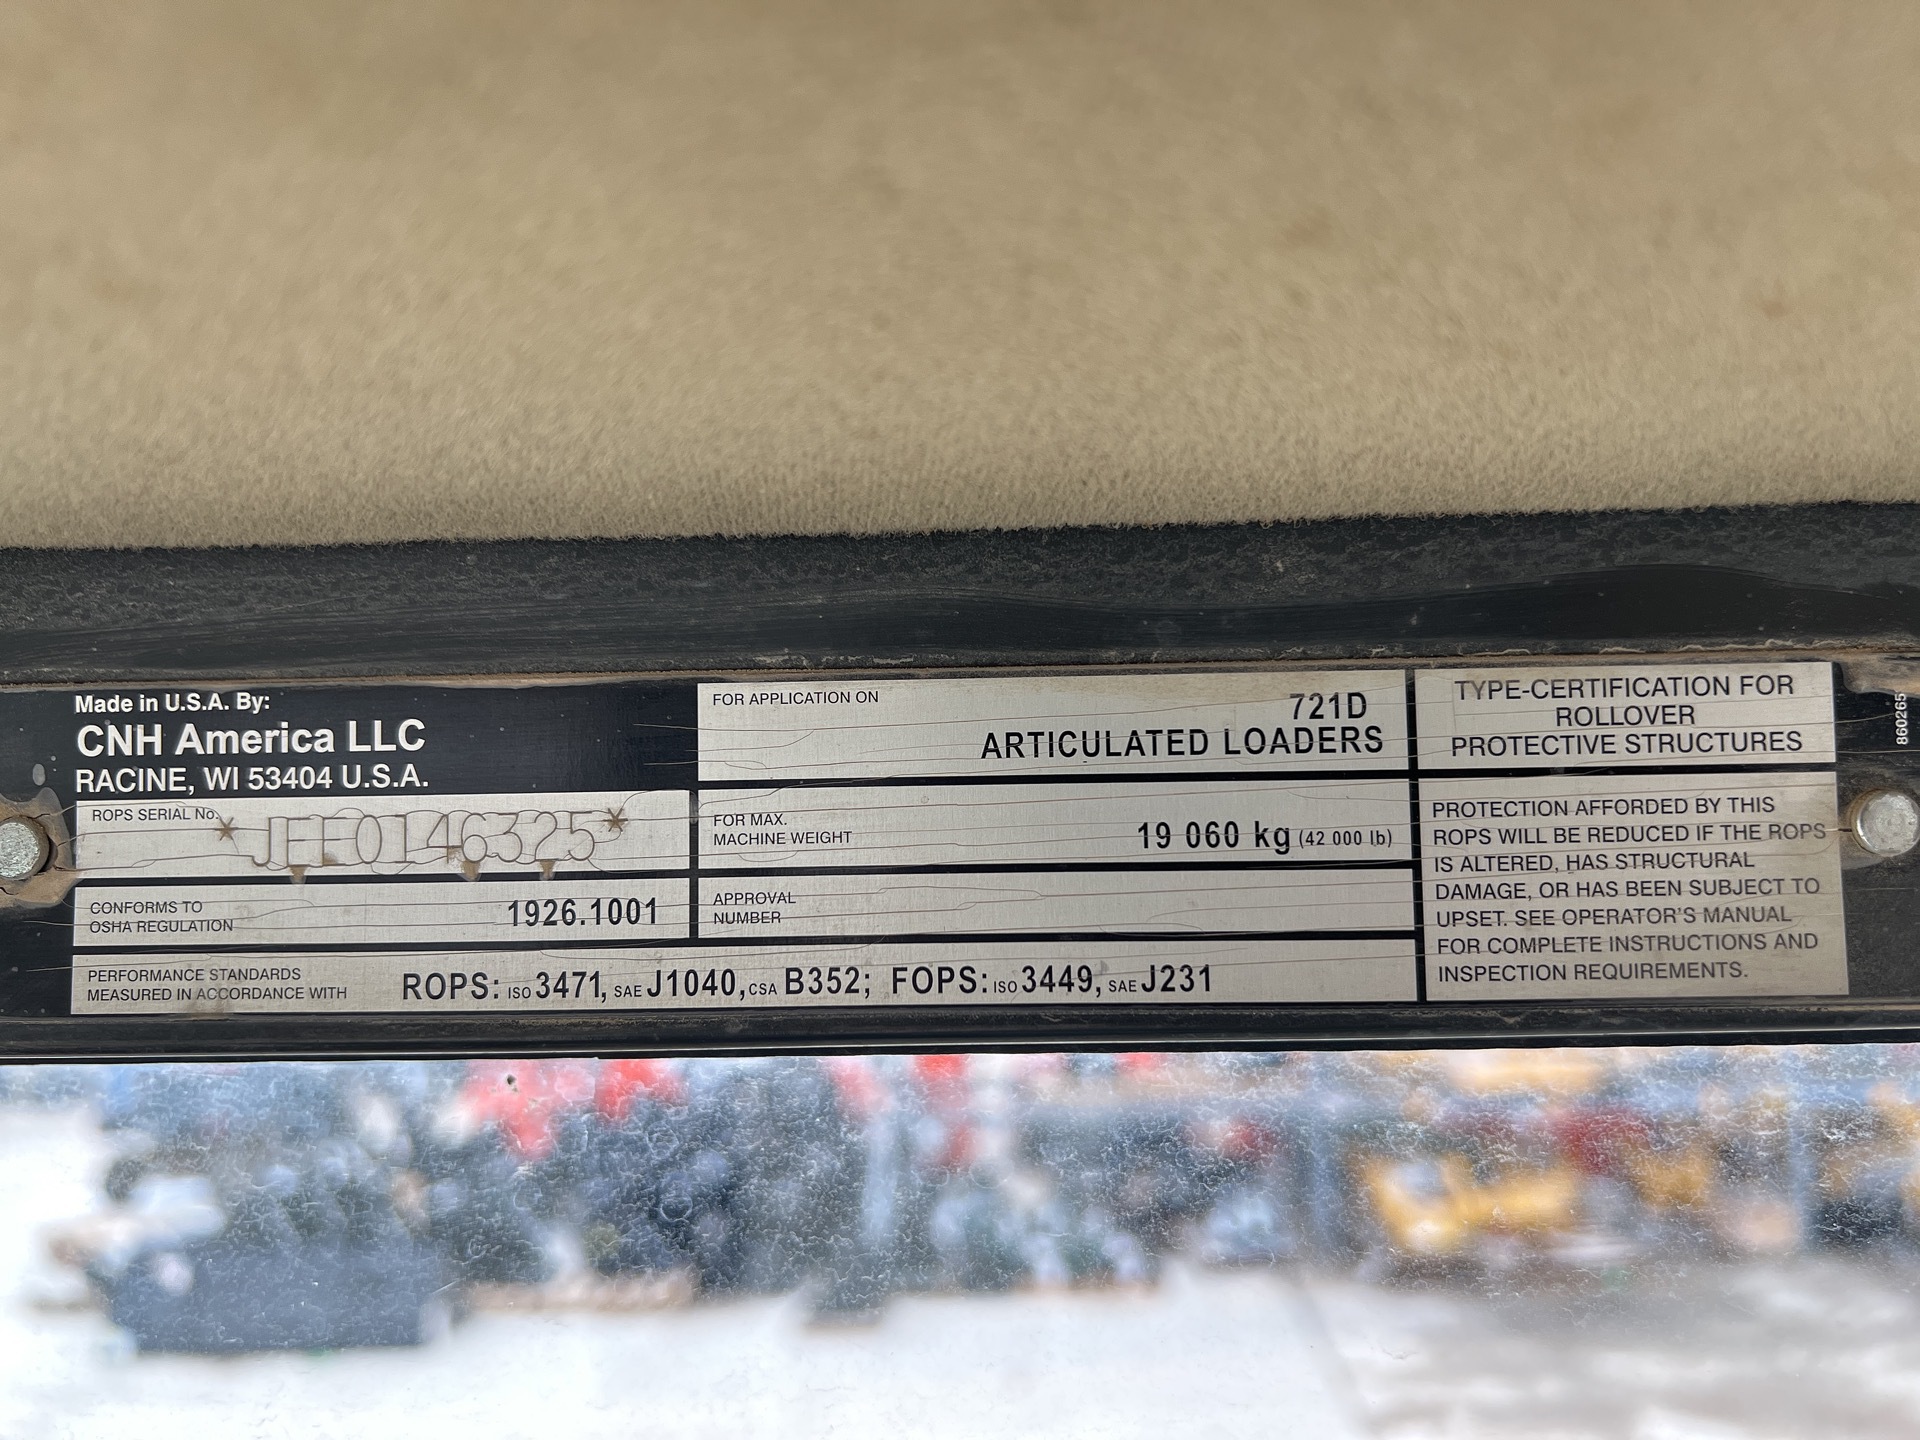 Made in U.S.A. By:
CNH America LLC
RACINE, WI 53404 U.S.A.
ROPS SERIAL No.
* JEE0146325 *
CONFORMS TO
OSHA REGULATION
1926.1001
FOR APPLICATION ON
721D
ARTICULATED LOADERS
FOR MAX.
MACHINE WEIGHT
19 060 kg (42 000 lb)
APPROVAL
NUMBER
PERFORMANCE STANDARDS
MEASURED IN ACCORDANCE WITH
ROPS: ISO 3471, SAE J1040, CSA B352; FOPS: ISO 3449, SAE J231
TYPE-CERTIFICATION FOR
ROLLOVER
PROTECTIVE STRUCTURES
PROTECTION AFFORDED BY THIS
ROPS WILL BE REDUCED IF THE ROPS
IS ALTERED, HAS STRUCTURAL
DAMAGE, OR HAS BEEN SUBJECT TO
UPSET. SEE OPERATOR'S MANUAL
FOR COMPLETE INSTRUCTIONS AND
INSPECTION REQUIREMENTS.
860265